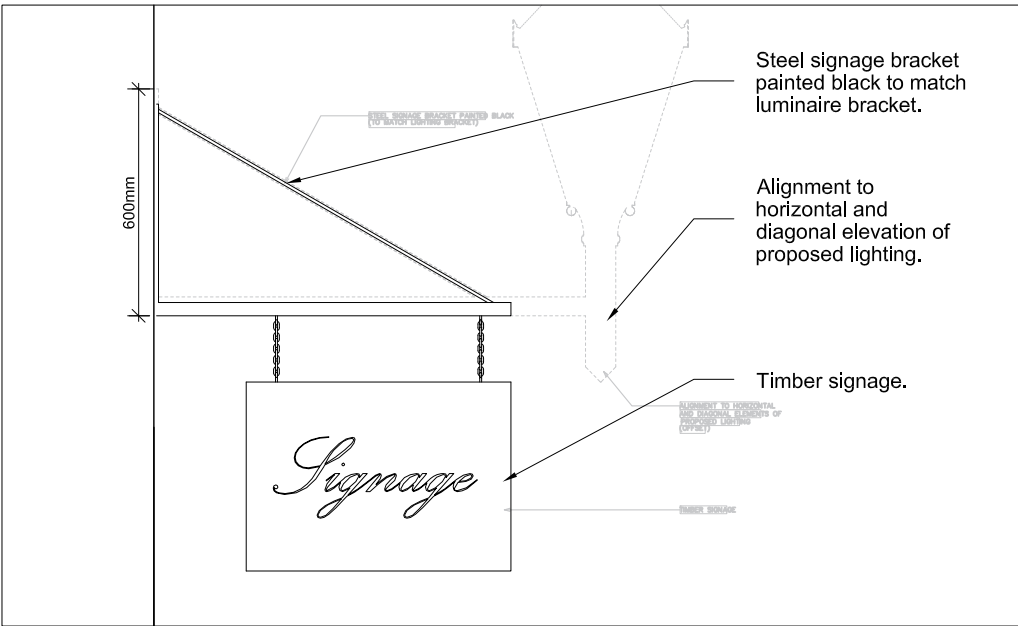 Steel signage bracket
painted black to match
luminaire bracket.
STEEL SIGNAGE BRACKET PAINTED BLACK
(TO MATCH LIGHTING BRACKET)
600mm
Alignment to
horizontal and
diagonal elevation of
proposed lighting.
Timber signage.
ALIGNMENT TO HORIZONTAL
AND DIAGONAL ELEMENTS OF
PROPOSED LIGHTING
(OFFSET)
Signage
TIMBER SIGNAGE